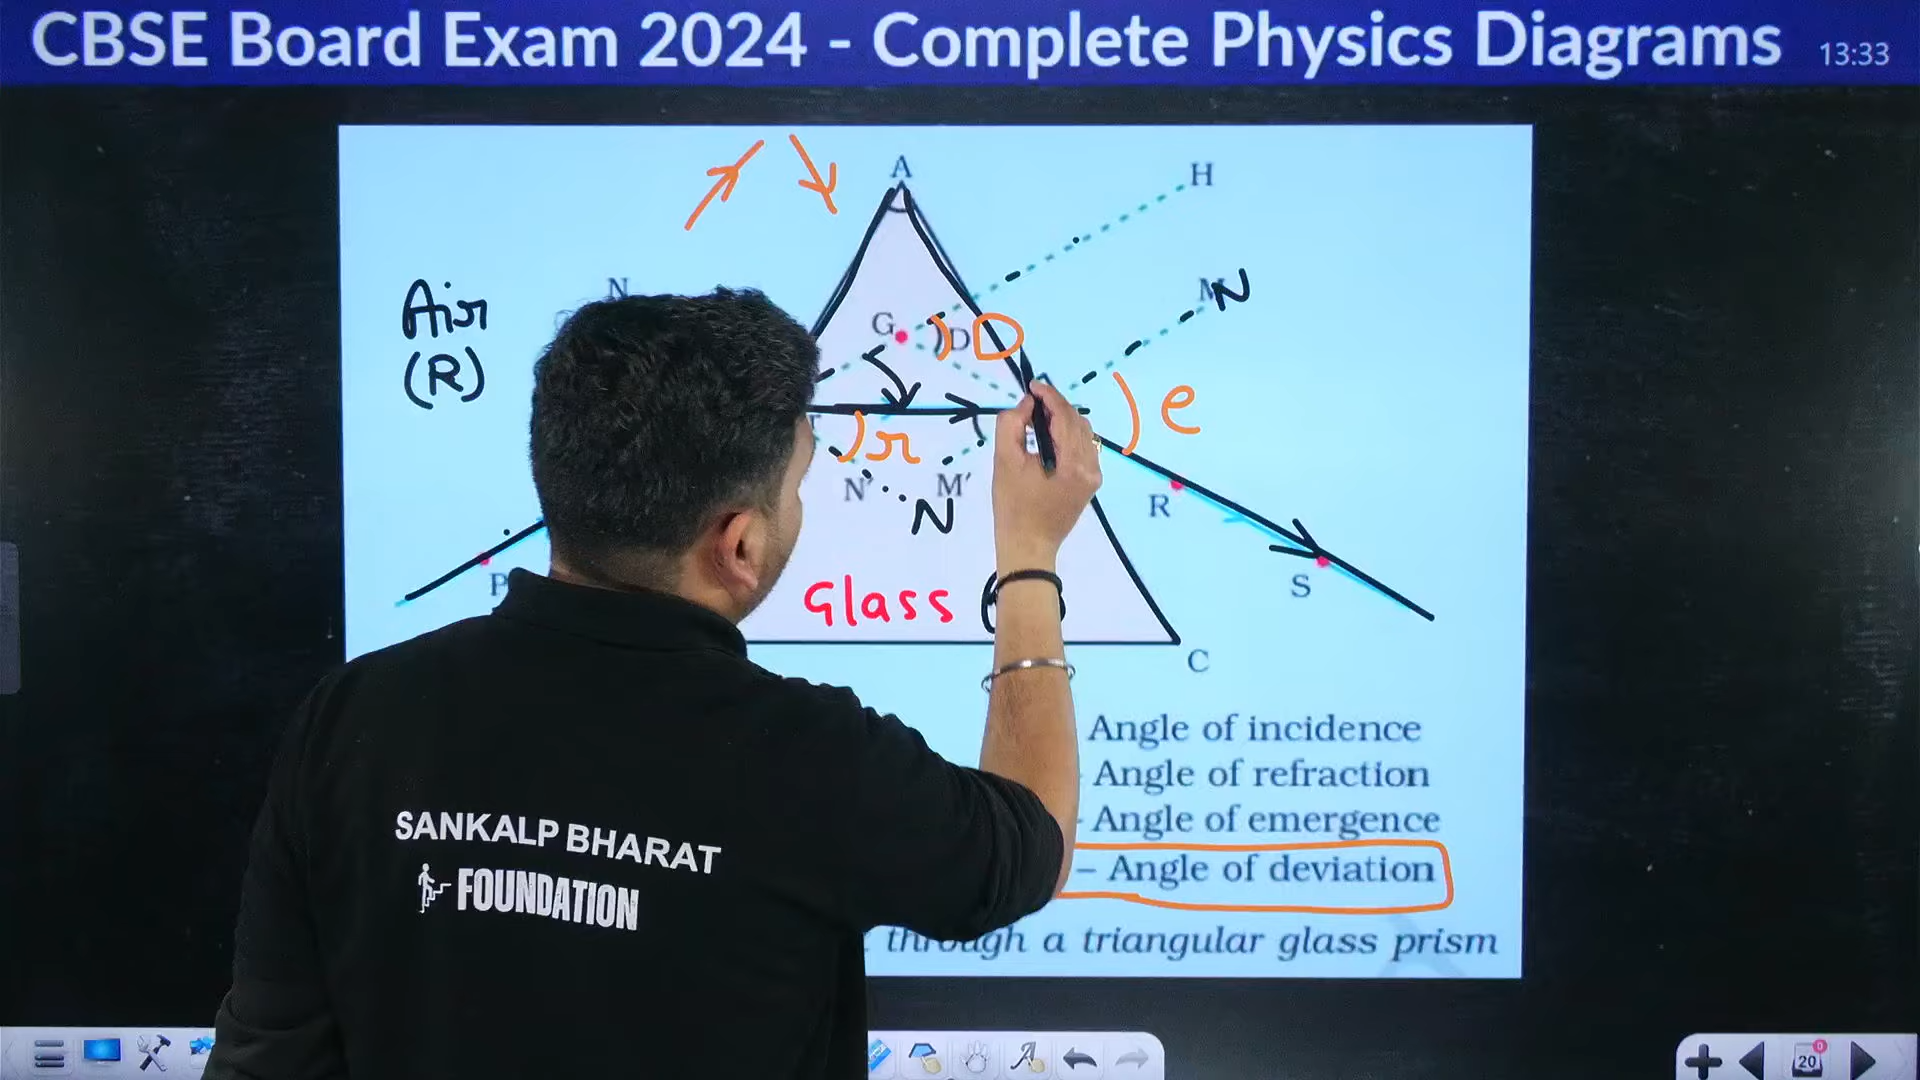 CBSE Board Exam 2024 - Complete Physics Diagrams 13:33
A
H
N
M N
Air
(R)
G
D D
e
r
N' M'
N
R
P
S
Glass
C
Angle of incidence
- Angle of refraction
- Angle of emergence
– Angle of deviation
through a triangular glass prism
SANKALP BHARAT
FOUNDATION
20
0